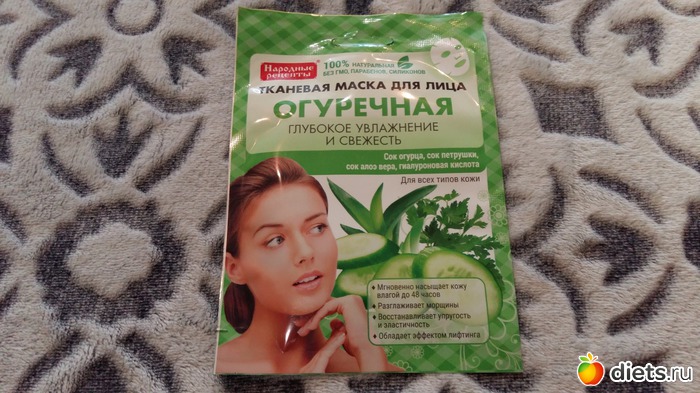 Народные рецепты
100% НАТУРАЛЬНАЯ
БЕЗ ГМО, ПАРАБЕНОВ, СИЛИКОНОВ
ТКАНЕВАЯ МАСКА ДЛЯ ЛИЦА
ОГУРЕЧНАЯ
ГЛУБОКОЕ УВЛАЖНЕНИЕ
И СВЕЖЕСТЬ
Сок огурца, сок петрушки,
сок алоэ вера, гиалуроновая кислота
Для всех типов кожи
• Мгновенно насыщает кожу
влагой до 48 часов
• Разглаживает морщины
• Восстанавливает упругость
и эластичность
• Обладает эффектом лифтинга
diets.ru